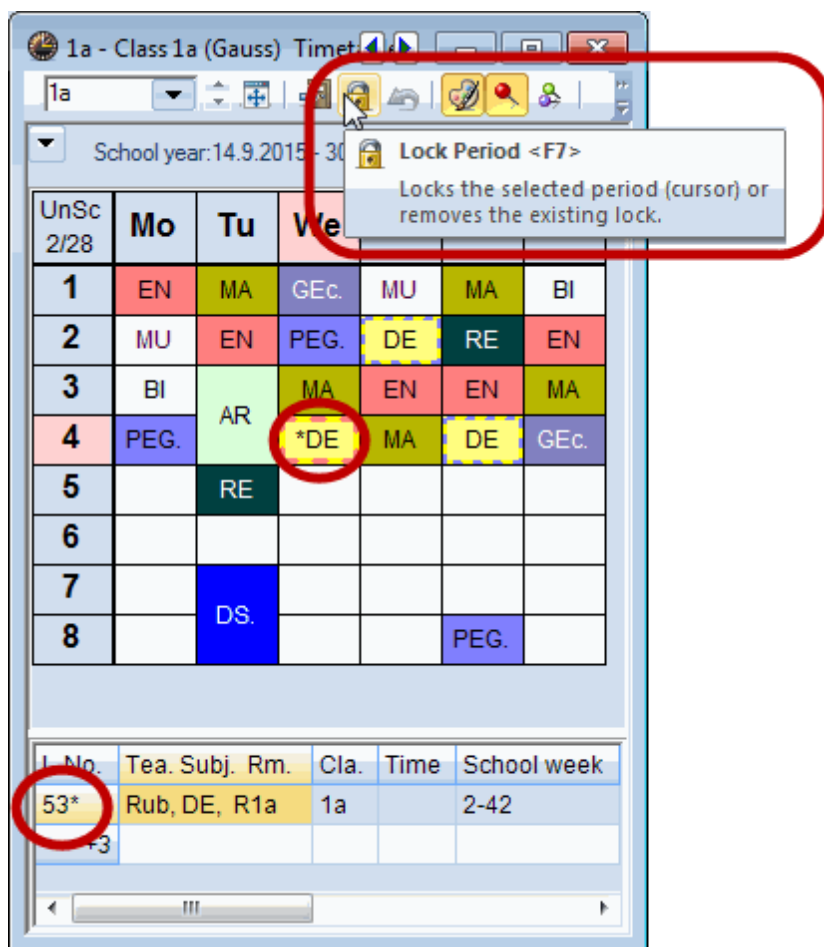 1a - Class 1a (Gauss) Timet
1a
School year:14.9.2015 - 30
Lock Period <F7>
Locks the selected period (cursor) or
removes the existing lock.
UnSc
2/28 Mo Tu We
1 EN MA GEc. MU MA BI
2 MU EN PEG. DE RE EN
3 BI AR MA EN EN MA
4 PEG. *DE MA DE GEc.
5 RE
6
7 DS.
8 PEG.
L-No. Tea. Subj. Rm. Cla. Time School week
53* Rub, DE, R1a 1a 2-42
+3